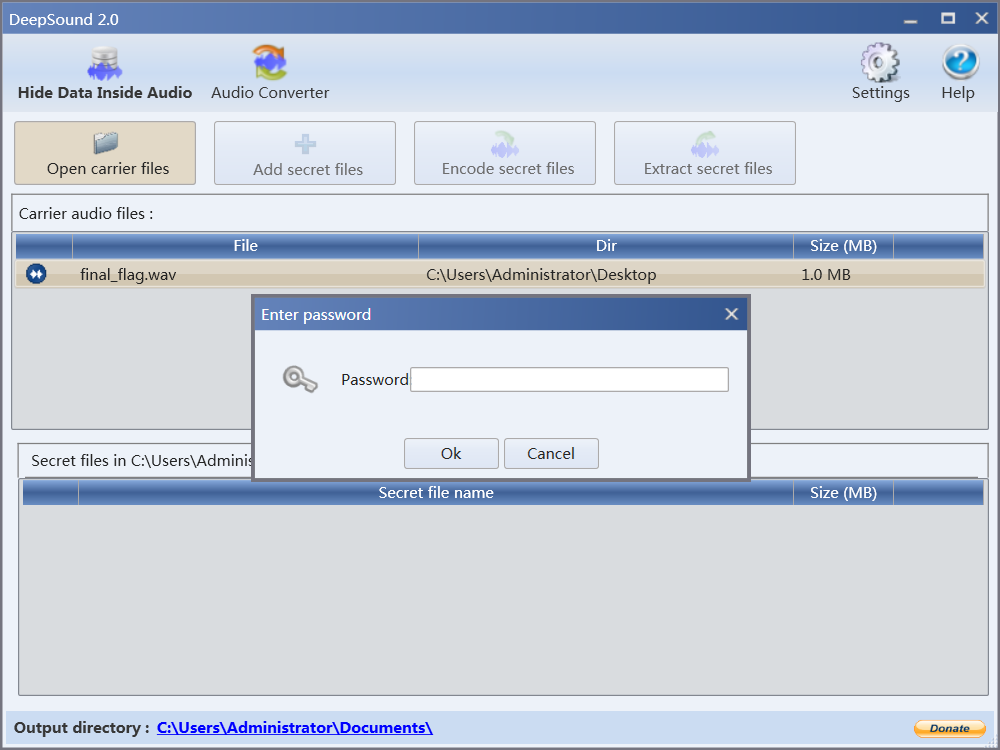 DeepSound 2.0
Hide Data Inside Audio
Audio Converter
Settings
Help
Open carrier files
Add secret files
Encode secret files
Extract secret files
Carrier audio files :
File Dir Size (MB)
final_flag.wav C:\Users\Administrator\Desktop 1.0 MB
Enter password
Password:
Ok Cancel
Secret files in C:\Users\Adminis
Secret file name Size (MB)
Output directory : C:\Users\Administrator\Documents\
Donate